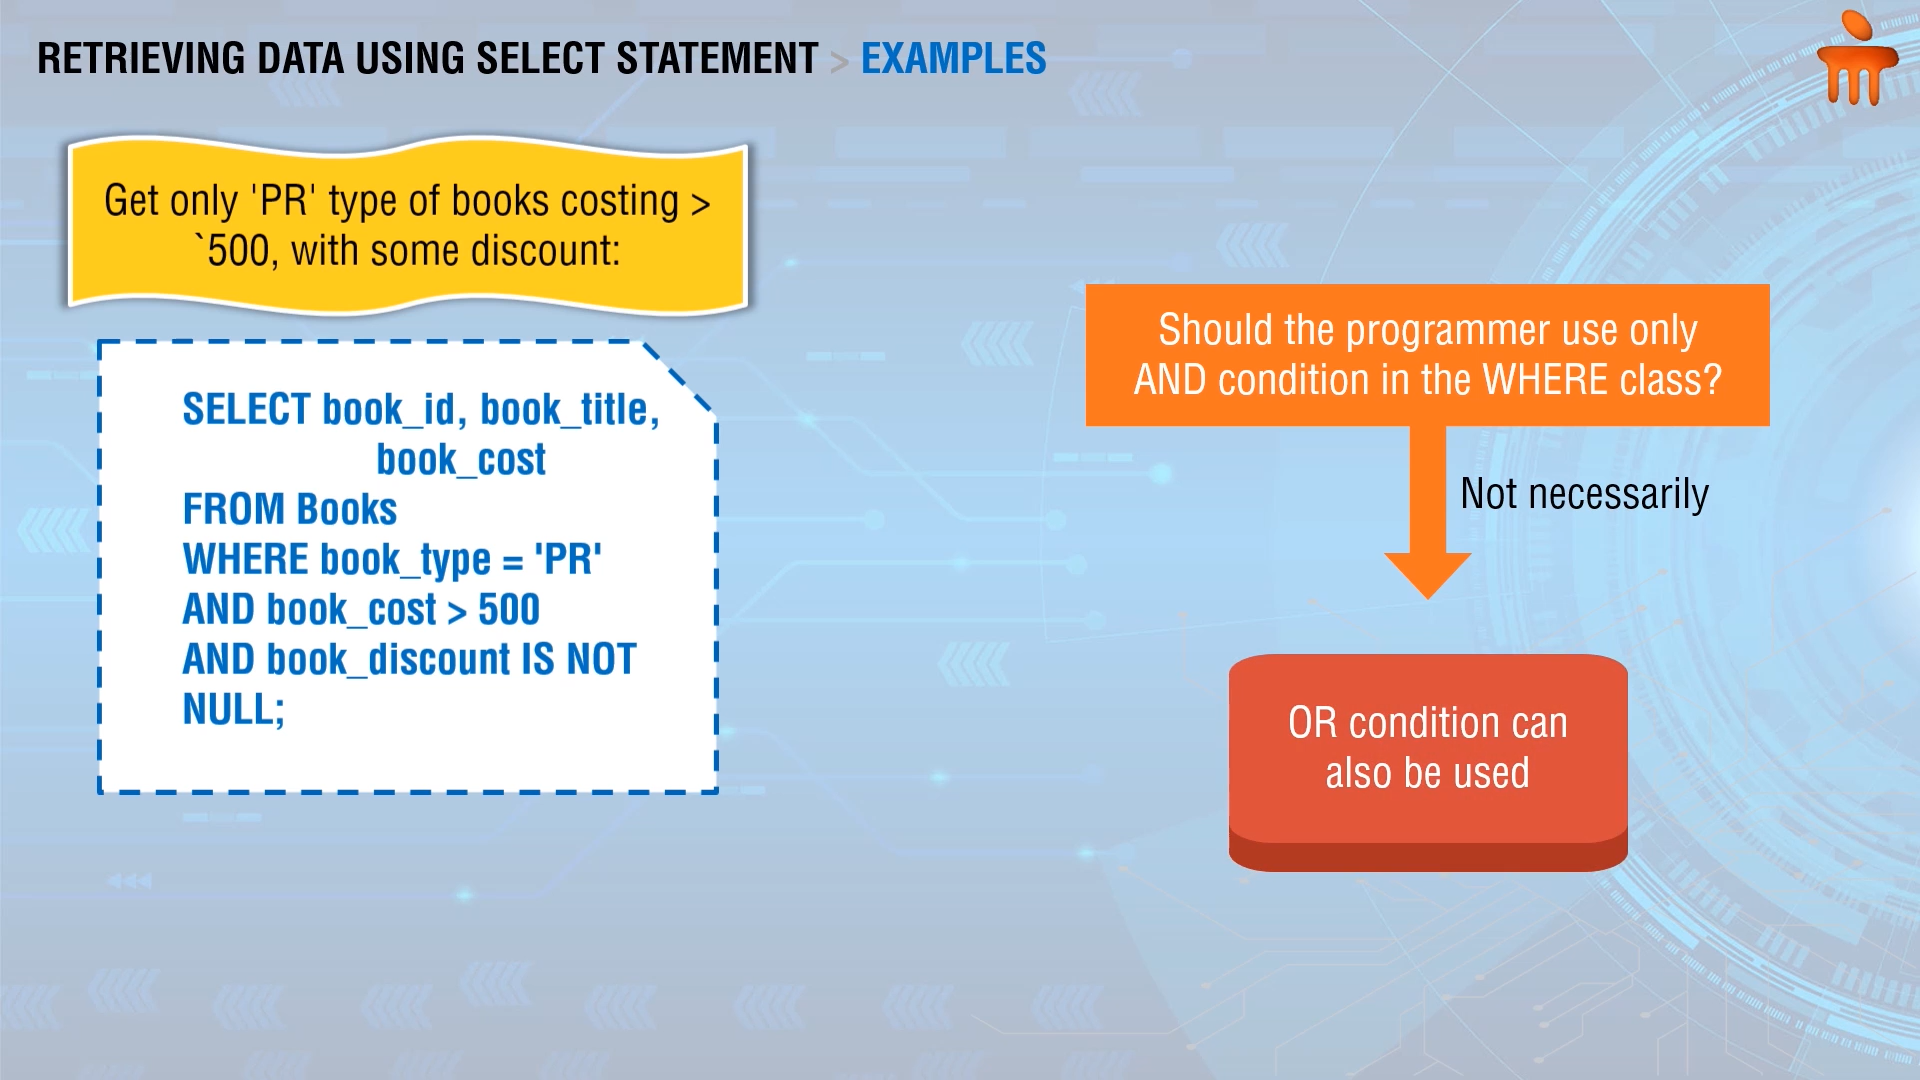 RETRIEVING DATA USING SELECT STATEMENT > EXAMPLES
Get only 'PR' type of books costing >
`500, with some discount:
SELECT book_id, book_title,
book_cost
FROM Books
WHERE book_type = 'PR'
AND book_cost > 500
AND book_discount IS NOT
NULL;
Should the programmer use only
AND condition in the WHERE class?
Not necessarily
OR condition can
also be used